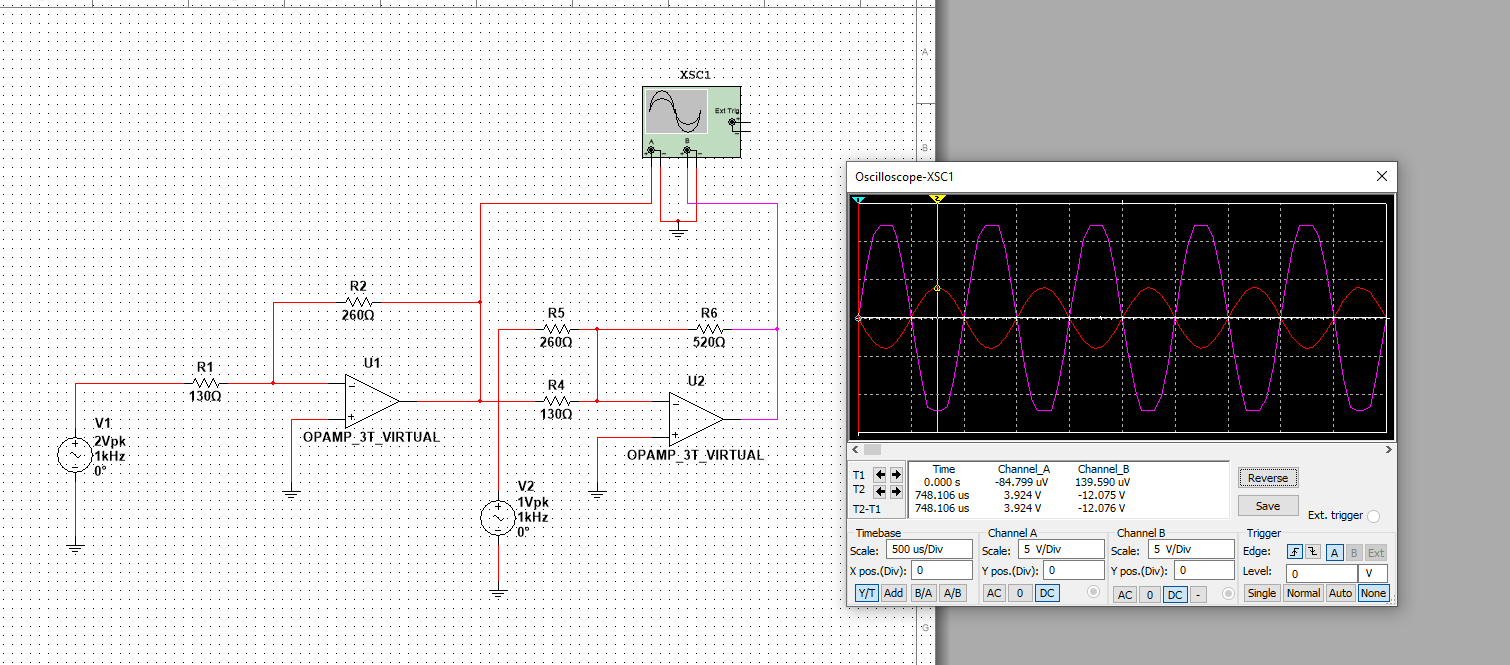 XSC1
Ext Trig
A
B
A
B
G
R2
260Ω
R5
260Ω
R6
520Ω
R1
130Ω
U1
R4
130Ω
U2
OPAMP_3T_VIRTUAL
OPAMP_3T_VIRTUAL
V1
2Vpk
1kHz
0°
V2
1Vpk
1kHz
0°
Oscilloscope-XSC1
Time Channel_A Channel_B
T1 0.000 s -84.799 uV 139.590 uV
T2 748.106 us 3.924 V -12.075 V
T2-T1 748.106 us 3.924 V -12.076 V
Reverse
Save
Ext. trigger
Timebase
Scale: 500 us/Div
X pos.(Div): 0
Y/T Add B/A A/B
Channel A
Scale: 5 V/Div
Y pos.(Div): 0
AC 0 DC
Channel B
Scale: 5 V/Div
Y pos.(Div): 0
AC 0 DC -
Trigger
Edge: A B Ext
Level: 0 V
Single Normal Auto None